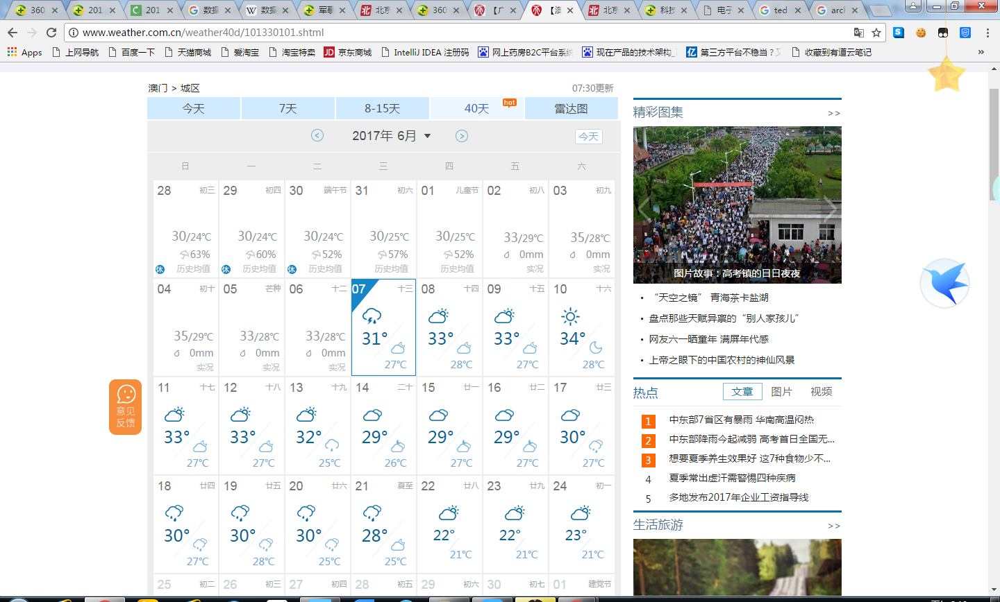 360
201
201
数据
数据
军事
北京
360
【广
【澳
北京
科技
电子
ted
arcl
www.weather.com.cn/weather40d/101330101.shtml
Apps
上网导航
百度一下
天猫商城
爱淘宝
淘宝特卖
京东商城
IntelliJ IDEA 注册码
网上药房B2C平台系统
现在产品的技术架构_
第三方平台不稳当？
收藏到有道云笔记
»
澳门 > 城区
07:30更新
今天
7天
8-15天
40天
hot
雷达图
2017年 6月
今天
日 一 二 三 四 五 六
28 初三 29 初四 30 端午节 31 初六 01 儿童节 02 初八 03 初九
30/24℃ 30/24℃ 30/24℃ 30/25℃ 30/25℃ 33/29℃ 35/28℃
63% 60% 52% 57% 52% 0mm 0mm
休 历史均值 休 历史均值 休 历史均值 历史均值 历史均值 实况 实况
04 初十 05 芒种 06 十二 07 十三 08 十四 09 十五 10 十六
35/29℃ 33/28℃ 33/28℃ 31° 33° 33° 34°
0mm 0mm 0mm 27℃ 28℃ 27℃ 28℃
实况 实况 实况
11 十七 12 十八 13 十九 14 二十 15 廿一 16 廿二 17 廿三
33° 33° 32° 29° 29° 29° 30°
27℃ 27℃ 25℃ 26℃ 27℃ 27℃ 27℃
18 廿四 19 廿五 20 廿六 21 夏至 22 廿八 23 廿九 24 初一
30° 30° 30° 28° 22° 22° 23°
27℃ 28℃ 25℃ 25℃ 21℃ 21℃ 21℃
25 初二 26 初三 27 初四 28 初五 29 初六 30 初七 01 建党节
意见
反馈
精彩图集
>>
图片故事：高考镇的日日夜夜
• “天空之镜” 青海茶卡盐湖
• 盘点那些天赋异禀的“别人家孩儿”
• 网友六一晒童年 满屏年代感
• 上帝之眼下的中国农村的神仙风景
热点
文章
图片
视频
1 中东部7省区有暴雨 华南高温闷热
2 中东部降雨今起减弱 高考首日全国无...
3 想要夏季养生效果好 这7种食物少不...
4 夏季常出虚汗需警惕四种疾病
5 多地发布2017年企业工资指导线
生活旅游
>>